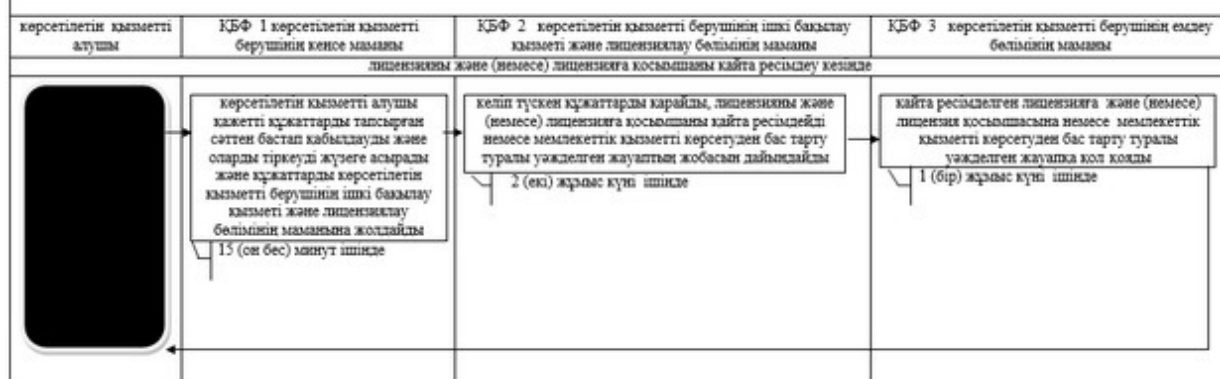 көрсетілетін қызметті
алушы
ҚБФ 1 көрсетілетін қызметті
берушінің кеңсе маманы
ҚБФ 2 көрсетілетін қызметті берушінің ішкі бақылау
қызметі және лицензиялау бөлімінің маманы
ҚБФ 3 көрсетілетін қызметті берушінің емдеу
бөлімінің маманы
лицензияны және (немесе) лицензияға қосымшаны қайта ресімдеу кезінде
көрсетілетін қызметті алушы
қажетті құжаттарды тапсырған
сәттен бастап қабылдауды және
оларды тіркеуді жүзеге асырады
және құжаттарды көрсетілетін
қызметті берушінің ішкі бақылау
қызметі және лицензиялау
бөлімінің маманына жолдайды
15 (он бес) минут ішінде
келіп түскен құжаттарды қарайды, лицензияны және
(немесе) лицензияға қосымшаны қайта ресімдейді
немесе мемлекеттік қызметті көрсетуден бас тарту
туралы уәжделген жауаптың жобасын дайындайды
2 (екі) жұмыс күні ішінде
қайта ресімделген лицензияға және (немесе)
лицензия қосымшасына немесе мемлекеттік
қызметті көрсетуден бас тарту туралы
уәжделген жауапқа қол қояды
1 (бір) жұмыс күні ішінде